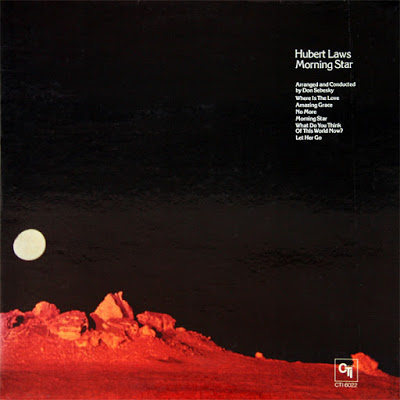 Hubert Laws
Morning Star
Arranged and Conducted
by Don Sebesky
Where Is The Love
Amazing Grace
No More
Morning Star
What Do You Think
Of This World Now?
Let Her Go
CTI
CTI 6022